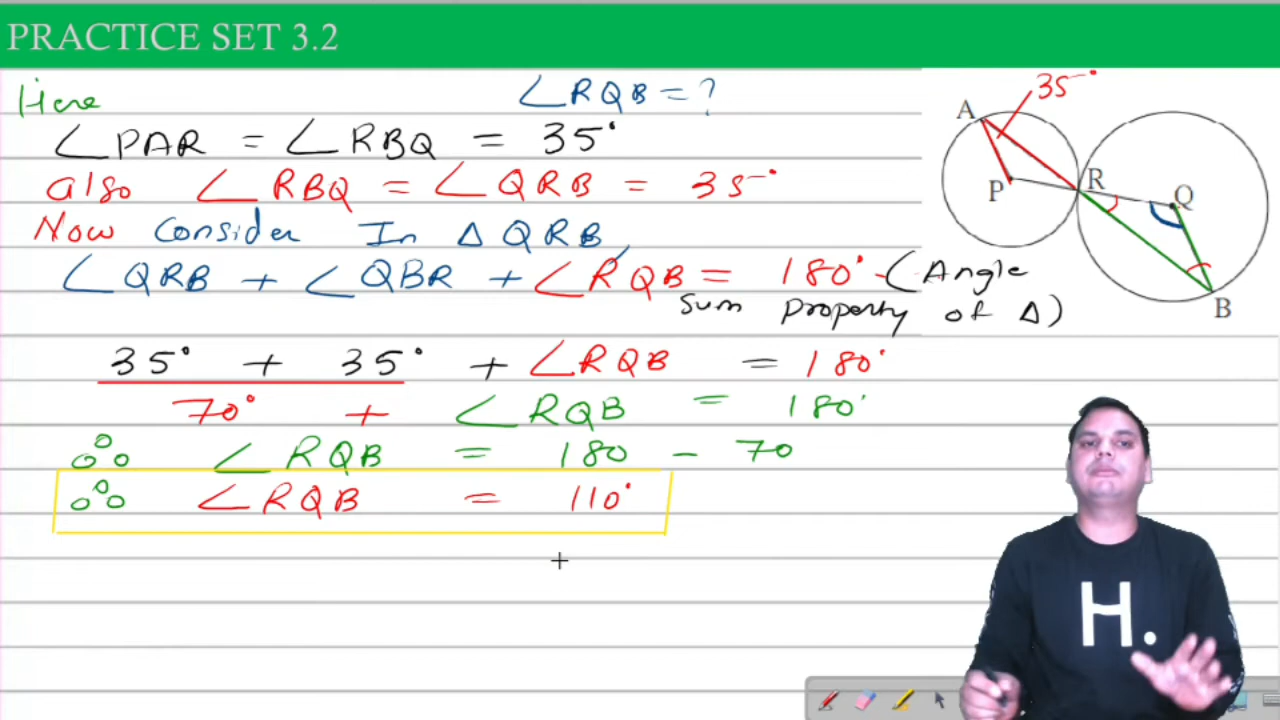 PRACTICE SET 3.2
Here ∠RQB = ?
∠PAR = ∠RBQ = 35°
also ∠RBQ = ∠QRB = 35°
Now Consider In Δ QRB,
∠QRB + ∠QBR + ∠RQB = 180° - (Angle
Sum property of Δ)
35° + 35° + ∠RQB = 180°
70° + ∠RQB = 180°
∴ ∠RQB = 180 - 70
∴ ∠RQB = 110°
35°
A
P
R
Q
B
H.